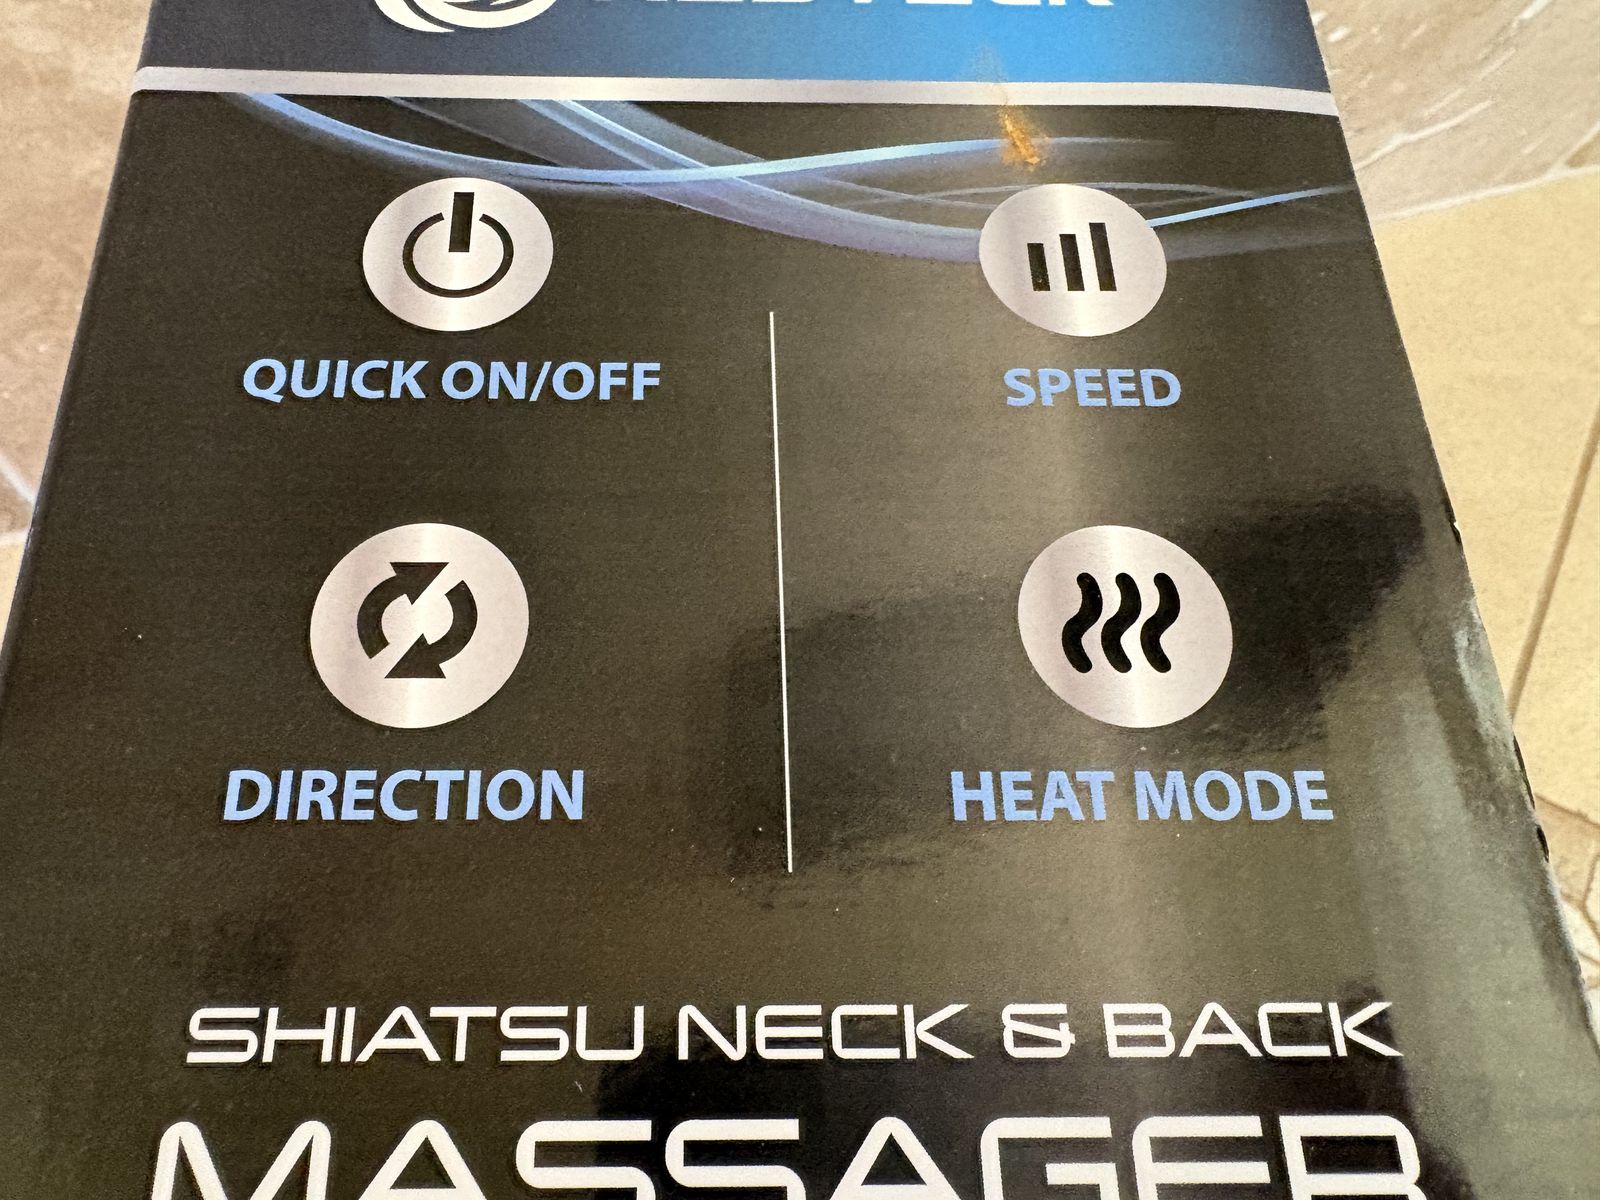 QUICK ON/OFF
SPEED
DIRECTION
HEAT MODE
SHIATSU NECK & BACK
MASSAGER